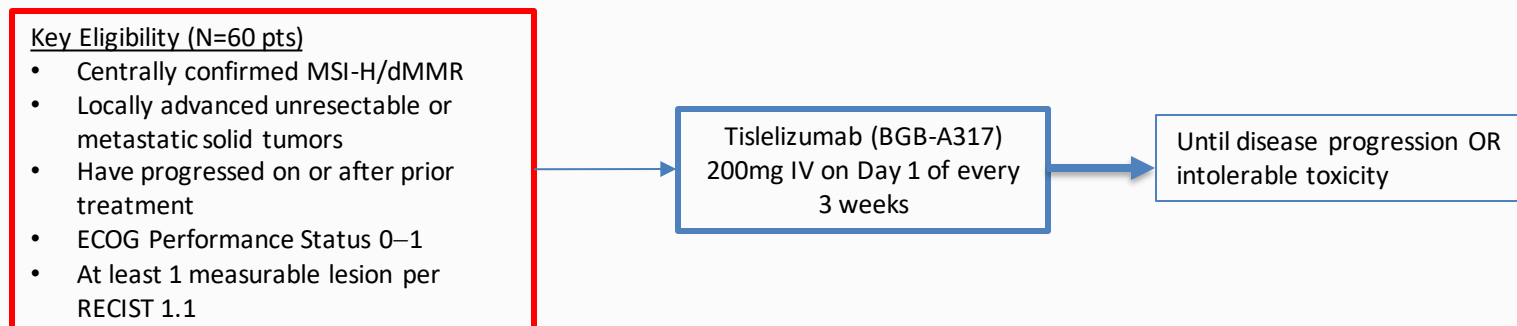 Key Eligibility (N=60 pts)
• Centrally confirmed MSI-H/dMMR
• Locally advanced unresectable or
metastatic solid tumors
• Have progressed on or after prior
treatment
• ECOG Performance Status 0–1
• At least 1 measurable lesion per
RECIST 1.1
Tislelizumab (BGB-A317)
200mg IV on Day 1 of every
3 weeks
Until disease progression OR
intolerable toxicity